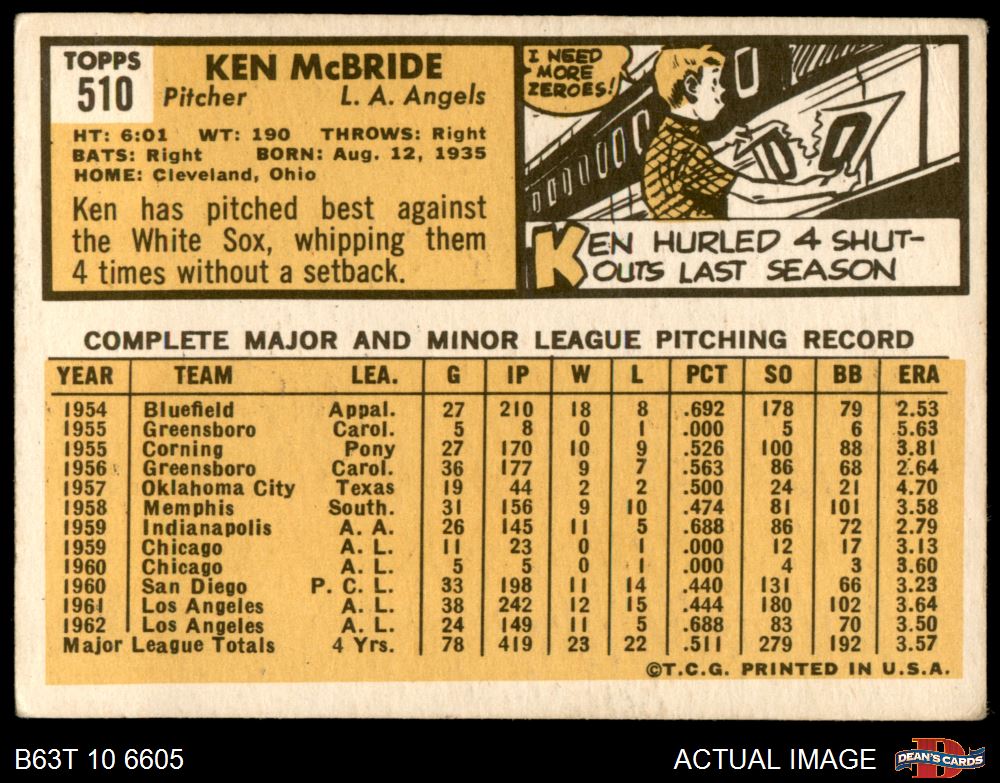 TOPPS
510
KEN McBRIDE
Pitcher L. A. Angels
HT: 6:01 WT: 190 THROWS: Right
BATS: Right BORN: Aug. 12, 1935
HOME: Cleveland, Ohio
Ken has pitched best against
the White Sox, whipping them
4 times without a setback.
I NEED
MORE
ZEROES!
0
KEN HURLED 4 SHUT-
OUTS LAST SEASON
COMPLETE MAJOR AND MINOR LEAGUE PITCHING RECORD
YEAR TEAM LEA. G IP W L PCT SO BB ERA
1954 Bluefield Appal. 27 210 18 8 .692 178 79 2.53
1955 Greensboro Carol. 5 8 0 1 .000 5 6 5.63
1955 Corning Pony 27 170 10 9 .526 100 88 3.81
1956 Greensboro Carol. 36 177 9 7 .563 86 68 2.64
1957 Oklahoma City Texas 19 44 2 2 .500 24 21 4.70
1958 Memphis South. 31 156 9 10 .474 81 101 3.58
1959 Indianapolis A. A. 26 145 11 5 .688 86 72 2.79
1959 Chicago A. L. 11 23 0 1 .000 12 17 3.13
1960 Chicago A. L. 5 5 0 1 .000 4 3 3.60
1960 San Diego P. C. L. 33 198 11 14 .440 131 66 3.23
1961 Los Angeles A. L. 38 242 12 15 .444 180 102 3.64
1962 Los Angeles A. L. 24 149 11 5 .688 83 70 3.50
Major League Totals 4 Yrs. 78 419 23 22 .511 279 192 3.57
©T.C.G. PRINTED IN U.S.A.
B63T 10 6605 ACTUAL IMAGE
D
DEAN'S CARDS